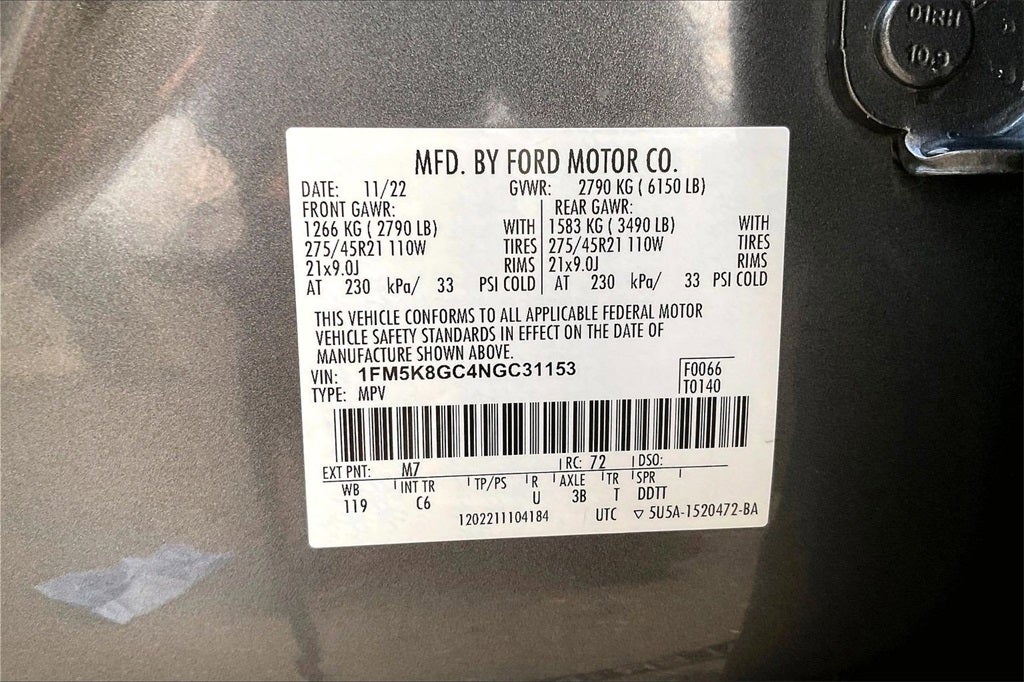 01RH
10.9
MFD. BY FORD MOTOR CO.
DATE: 11/22 GVWR: 2790 KG ( 6150 LB)
FRONT GAWR: REAR GAWR:
1266 KG ( 2790 LB) WITH 1583 KG ( 3490 LB) WITH
275/45R21 110W TIRES 275/45R21 110W TIRES
21x9.0J RIMS 21x9.0J RIMS
AT 230 kPa/ 33 PSI COLD AT 230 kPa/ 33 PSI COLD
THIS VEHICLE CONFORMS TO ALL APPLICABLE FEDERAL MOTOR
VEHICLE SAFETY STANDARDS IN EFFECT ON THE DATE OF
MANUFACTURE SHOWN ABOVE.
VIN: 1FM5K8GC4NGC31153 F0066
TYPE: MPV T0140
EXT PNT: M7 RC: 72 DSO:
WB INT TR TP/PS R AXLE TR SPR
119 C6 U 3B T DDTT
1202211104184 UTC ▽ 5U5A-1520472-BA